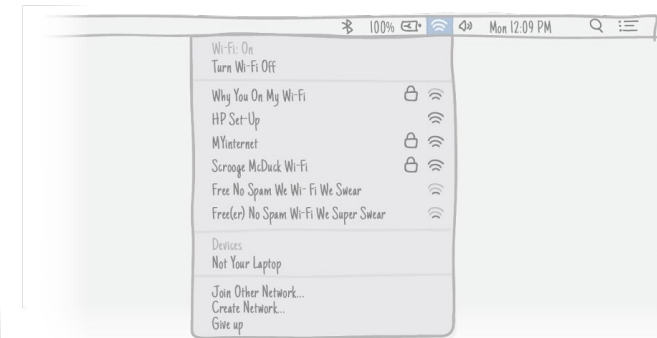 100% Mon 12:09 PM
Wi-Fi: On
Turn Wi-Fi Off
Why You On My Wi-Fi
HP Set-Up
MYinternet
Scrooge McDuck Wi-Fi
Free No Spam We Wi- Fi We Swear
Free(er) No Spam Wi-Fi We Super Swear
Devices
Not Your Laptop
Join Other Network...
Create Network...
Give up